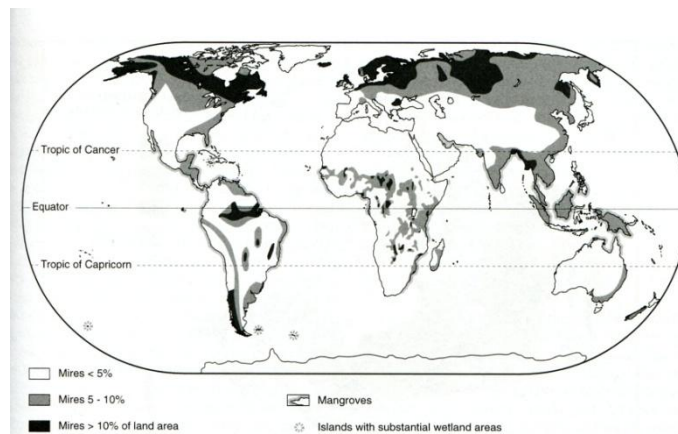 Tropic of Cancer
Equator
Tropic of Capricorn
Mires < 5%
Mires 5 - 10%
Mires > 10% of land area
Mangroves
Islands with substantial wetland areas